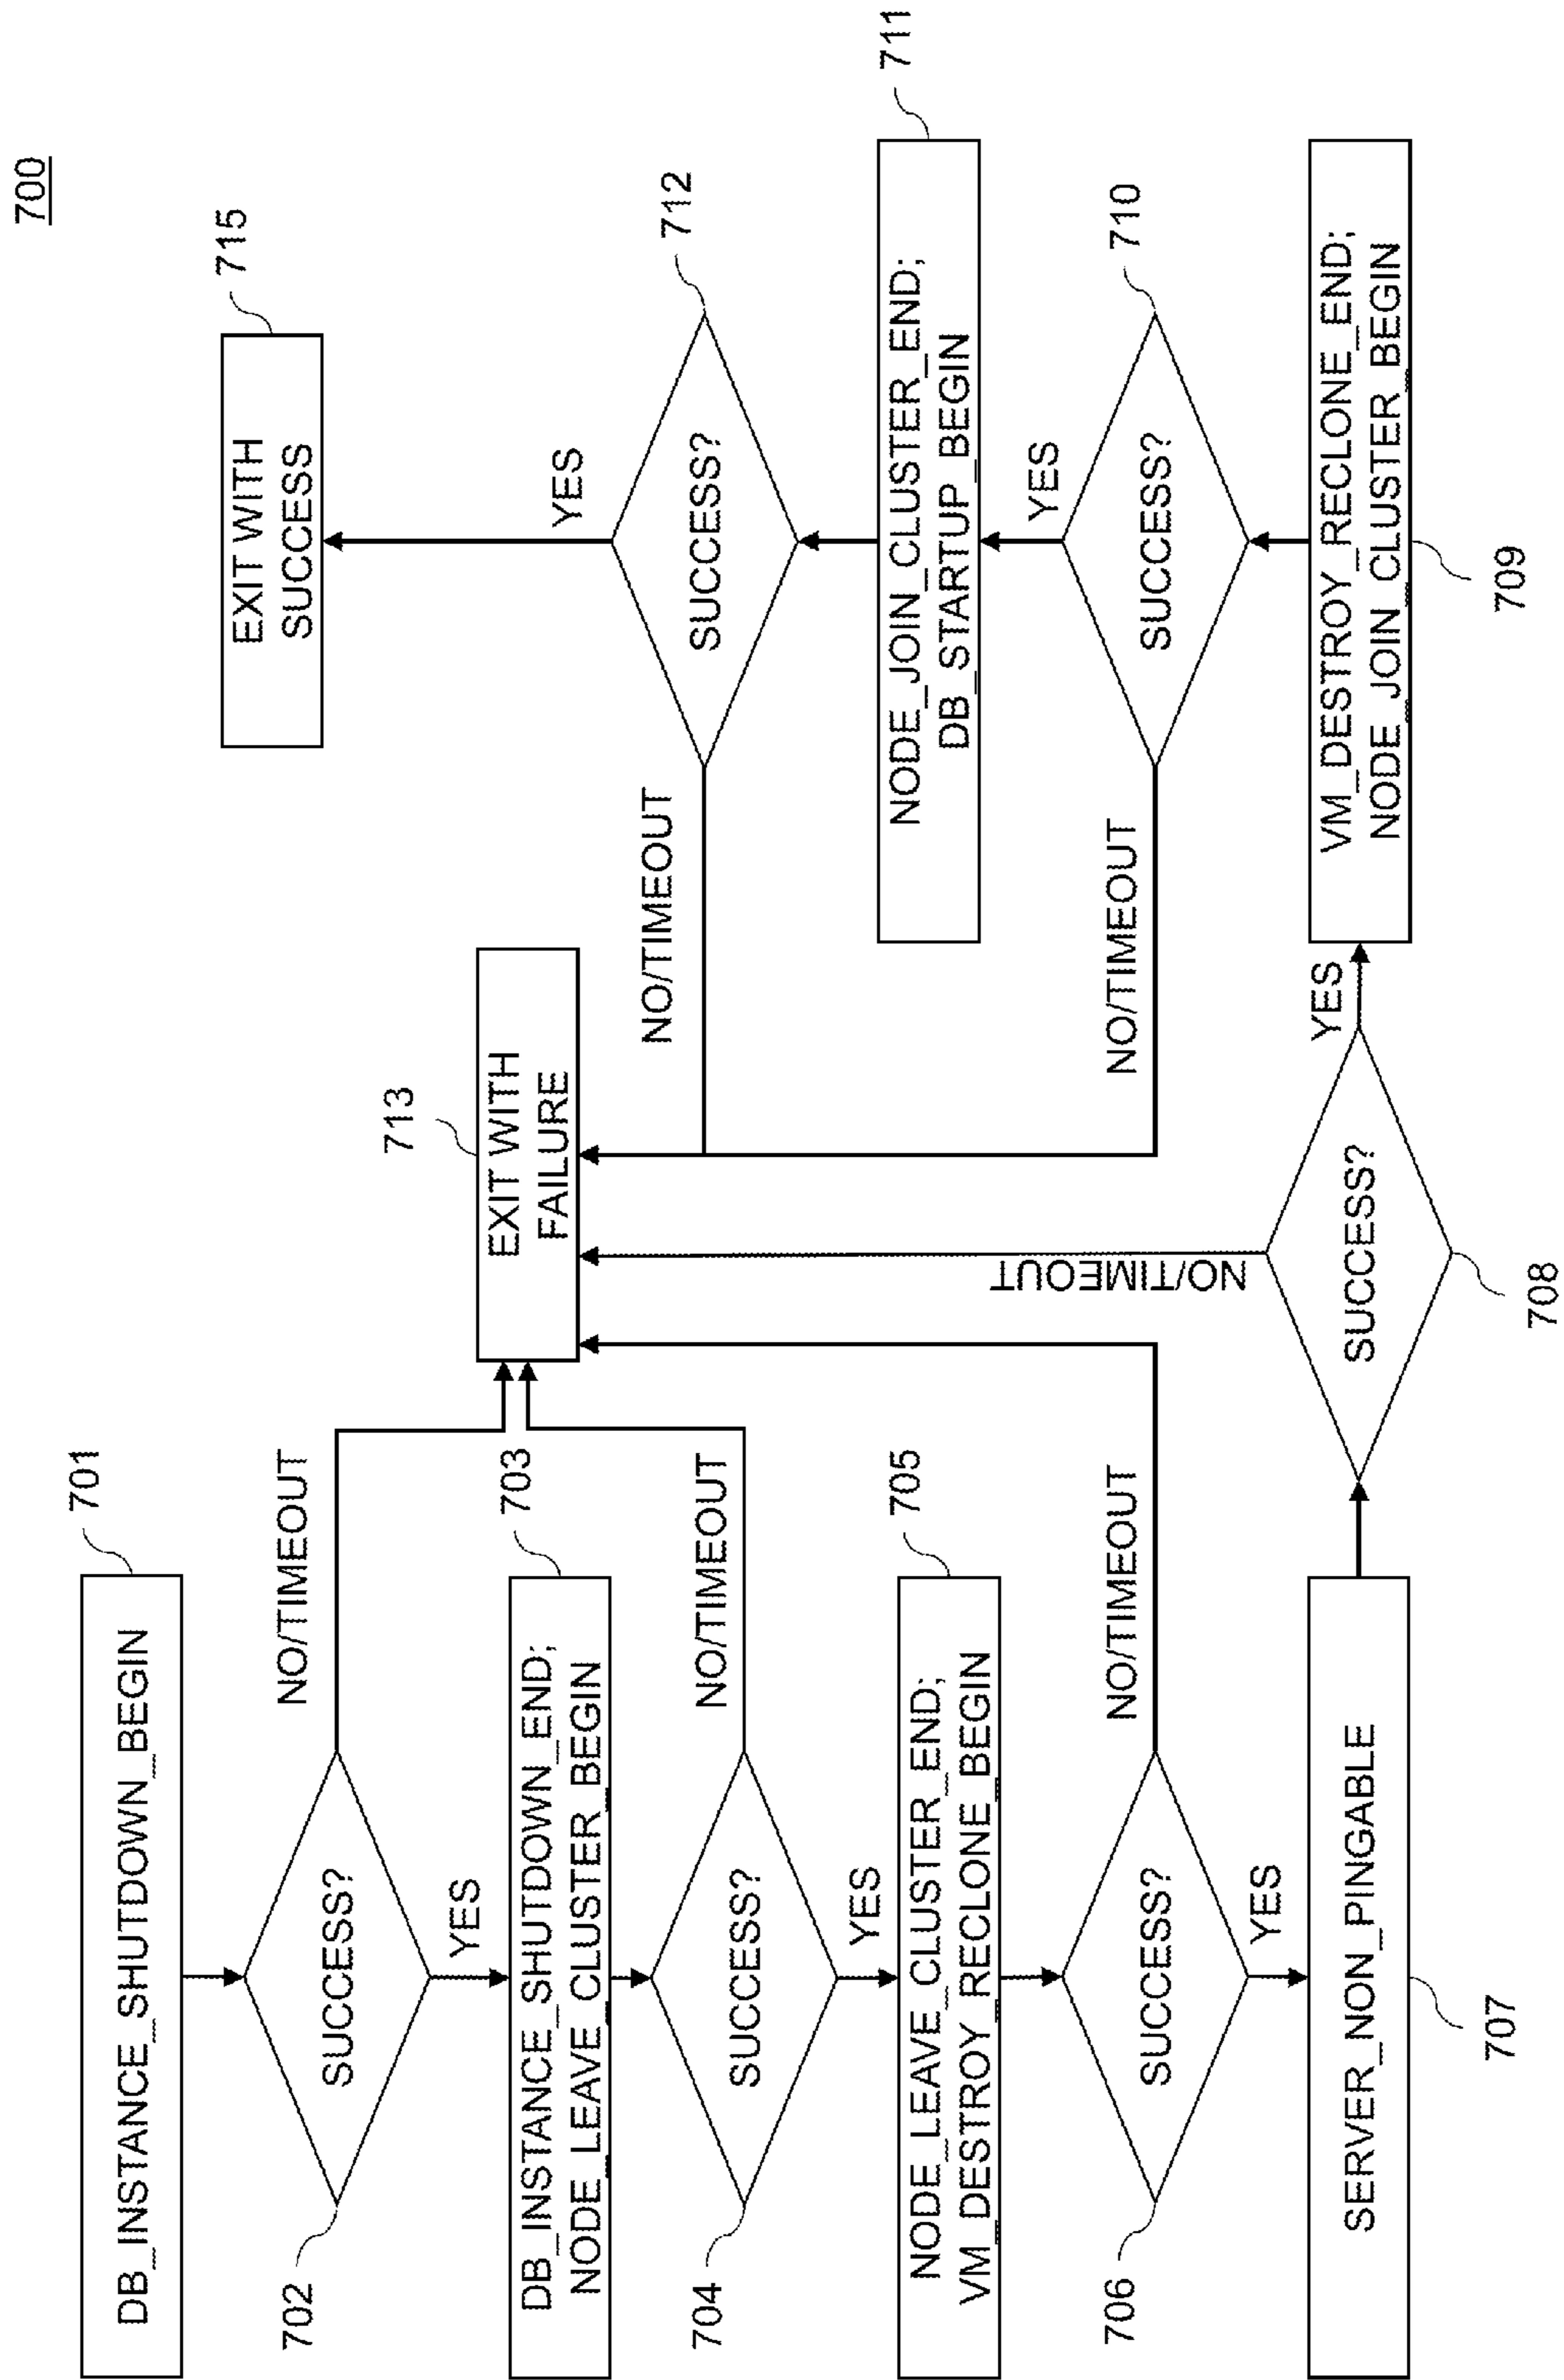 700
DB_INSTANCE_SHUTDOWN_BEGIN
701
702
SUCCESS?
NO/TIMEOUT
YES
DB_INSTANCE_SHUTDOWN_END;
NODE_LEAVE_CLUSTER_BEGIN
703
704
SUCCESS?
NO/TIMEOUT
YES
NODE_LEAVE_CLUSTER_END;
VM_DESTROY_RECLONE_BEGIN
705
706
SUCCESS?
NO/TIMEOUT
YES
SERVER_NON_PINGABLE
707
SUCCESS?
708
NO/TIMEOUT
YES
713
EXIT WITH
FAILURE
VM_DESTROY_RECLONE_END;
NODE_JOIN_CLUSTER_BEGIN
709
SUCCESS?
710
NO/TIMEOUT
YES
NODE_JOIN_CLUSTER_END;
DB_STARTUP_BEGIN
711
SUCCESS?
712
NO/TIMEOUT
YES
EXIT WITH
SUCCESS
715